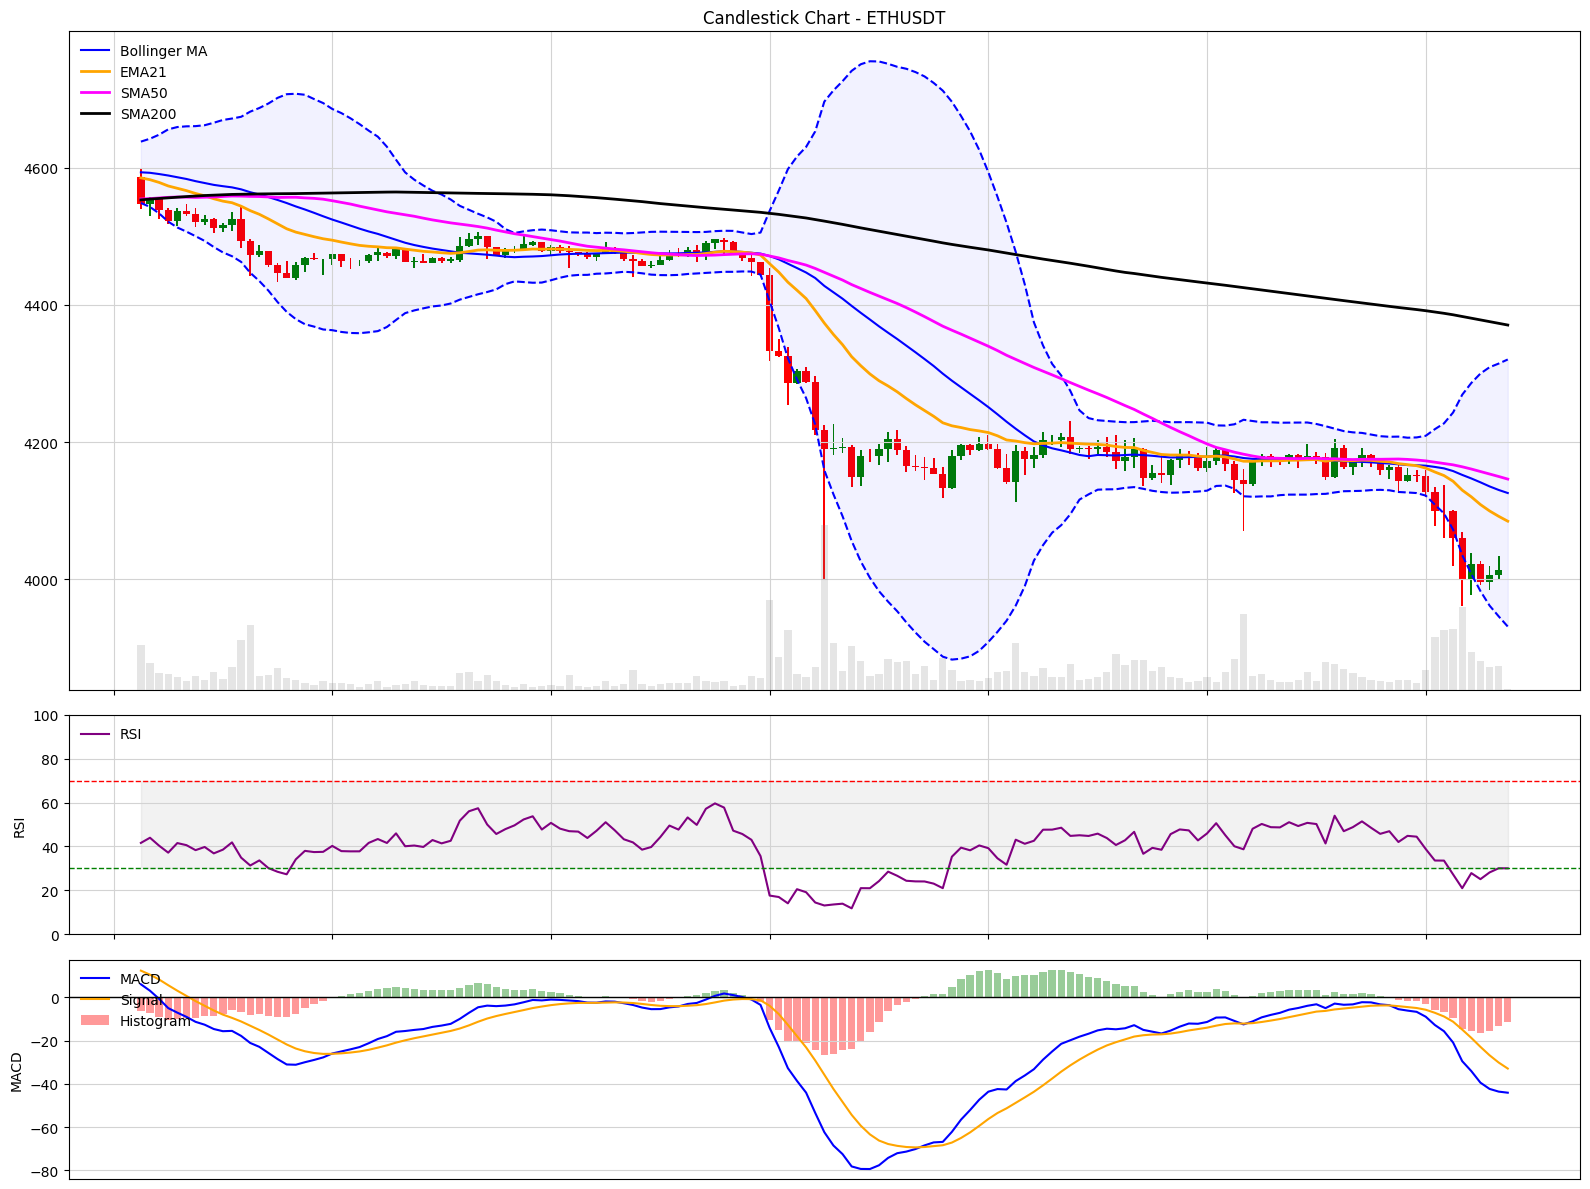 Candlestick Chart - ETHUSDT
Bollinger MA
EMA21
SMA50
SMA200
4600
4400
4200
4000
RSI
100
80
60
40
20
0
RSI
MACD
Signal
Histogram
0
−20
−40
−60
−80
MACD